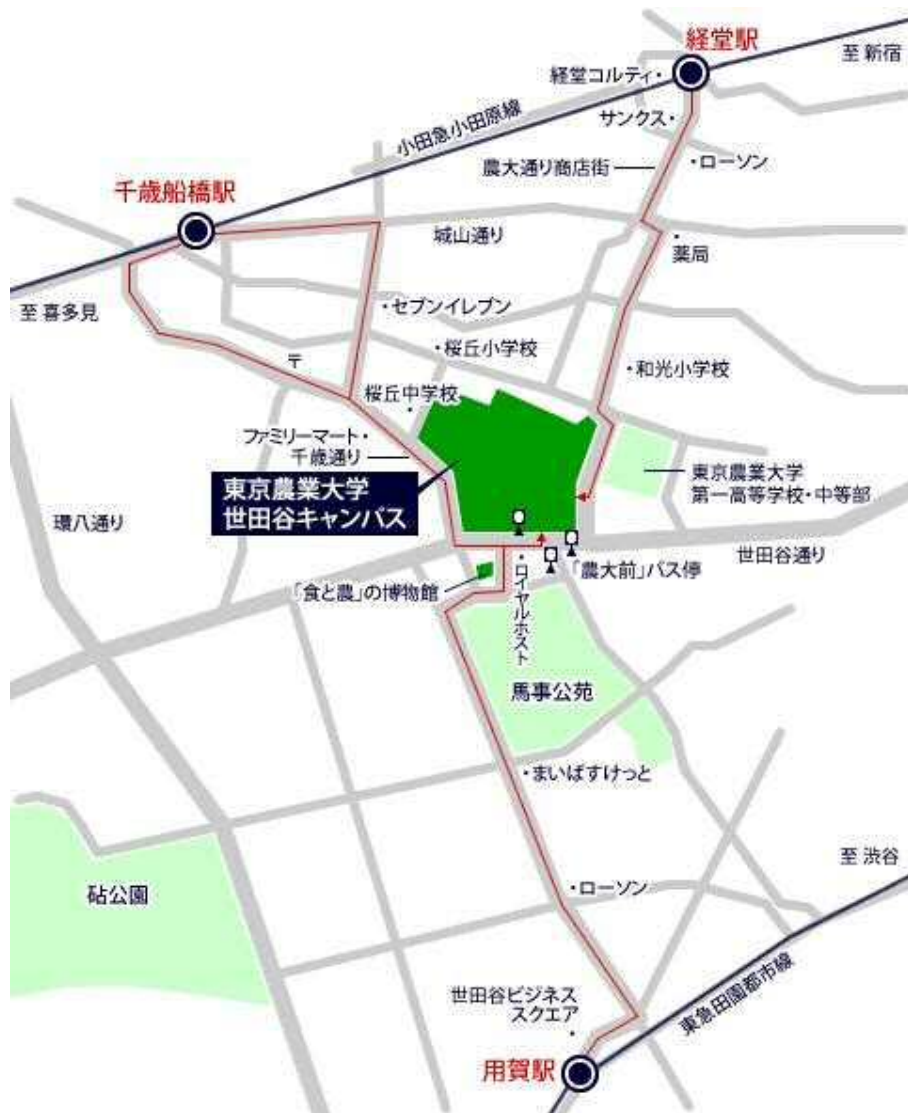 経堂駅
至 新宿
経堂コルティ・
サンクス・
小田急小田原線
・ローソン
農大通り商店街
千歳船橋駅
城山通り
・薬局
至 喜多見
・セブンイレブン
・桜丘小学校
〒
・和光小学校
桜丘中学校
ファミリーマート・
千歳通り
東京農業大学
第一高等学校・中等部
東京農業大学
世田谷キャンパス
環八通り
世田谷通り
「農大前」バス停
「食と農」の博物館
・ロイヤルホスト
馬事公苑
・まいばすけっと
至 渋谷
砧公園
・ローソン
東急田園都市線
世田谷ビジネス
スクエア
用賀駅